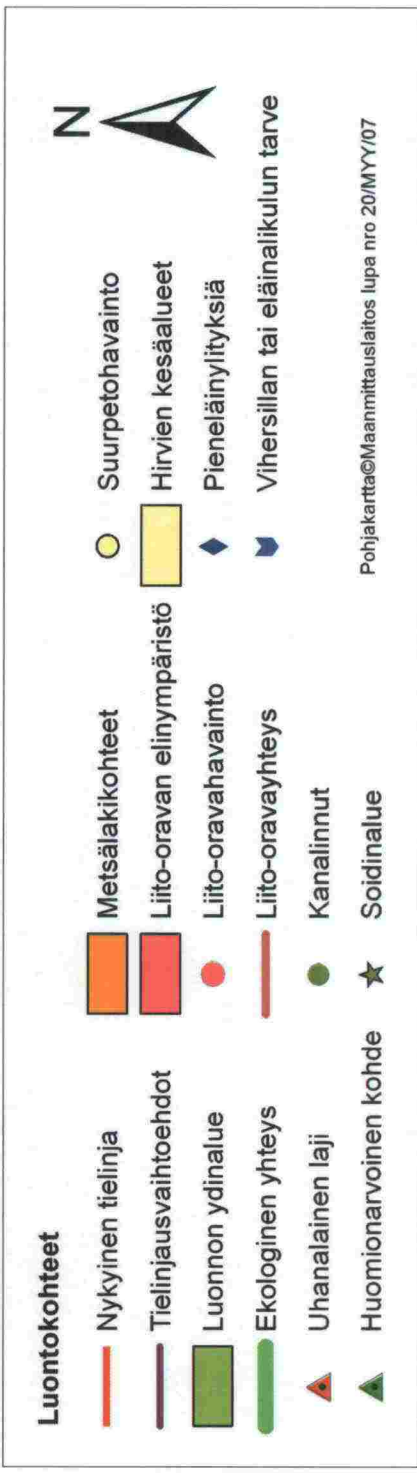 Luontokohteet
Nykyinen tielinja
Tielinjausvaihtoehdot
Luonnon ydinalue
Ekologinen yhteys
Uhanalainen laji
Huomionarvoinen kohde
Metsälakikohteet
Liito-oravan elinympäristö
Liito-oravahavainto
Liito-oravayhteys
Kanalinnut
Soidinalue
Suurpetohavainto
Hirvien kesäalueet
Pieneläinylityksiä
Vihersillan tai eläinalikulun tarve
N
Pohjakartta©Maanmittauslaitos lupa nro 20/MYY/07